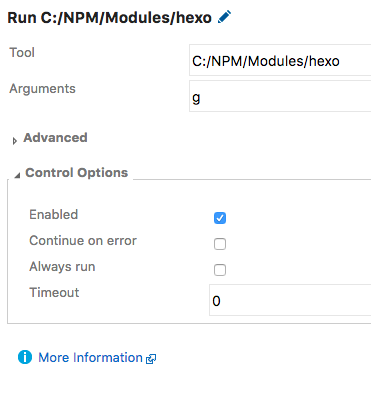 Run C:/NPM/Modules/hexo
Tool C:/NPM/Modules/hexo
Arguments g
Advanced
Control Options
Enabled
Continue on error
Always run
Timeout 0
More Information